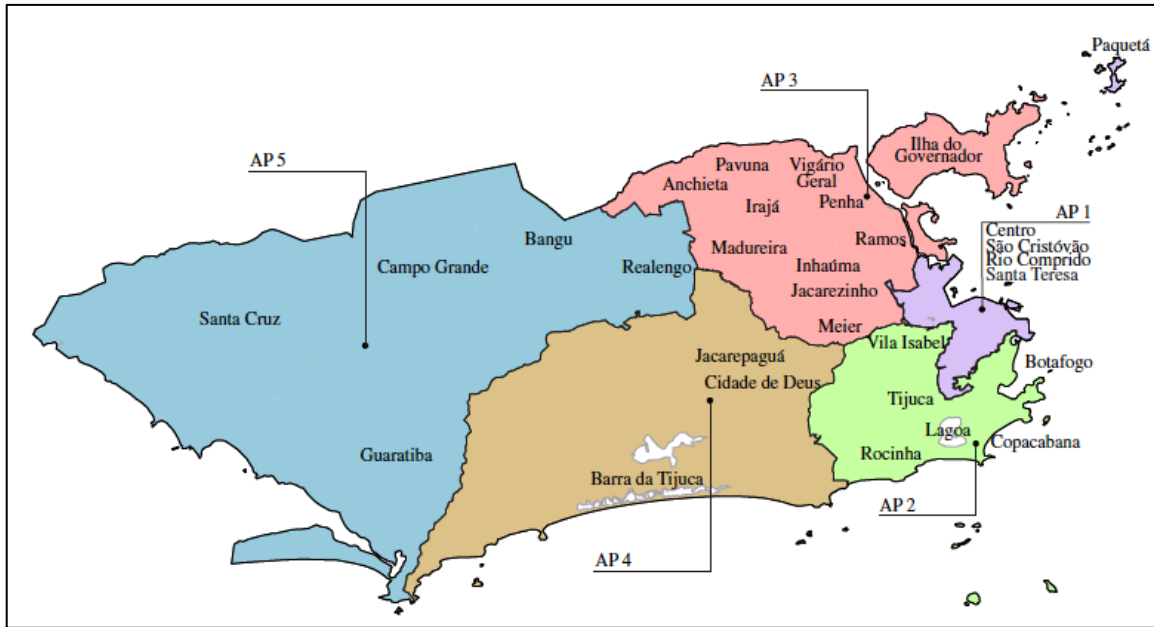 Paquetá
AP 3
Ilha do
Governador
AP 5
Pavuna
Vigário
Geral
Anchieta
Penha
Irajá
AP 1
Centro
São Cristóvão
Rio Comprido
Santa Teresa
Bangu
Madureira
Ramos
Campo Grande
Realengo
Inhaúma
Jacarezinho
Santa Cruz
Meier
Vila Isabel
Jacarepaguá
Botafogo
Cidade de Deus
Tijuca
Lagoa
Copacabana
Guaratiba
Rocinha
Barra da Tijuca
AP 2
AP 4